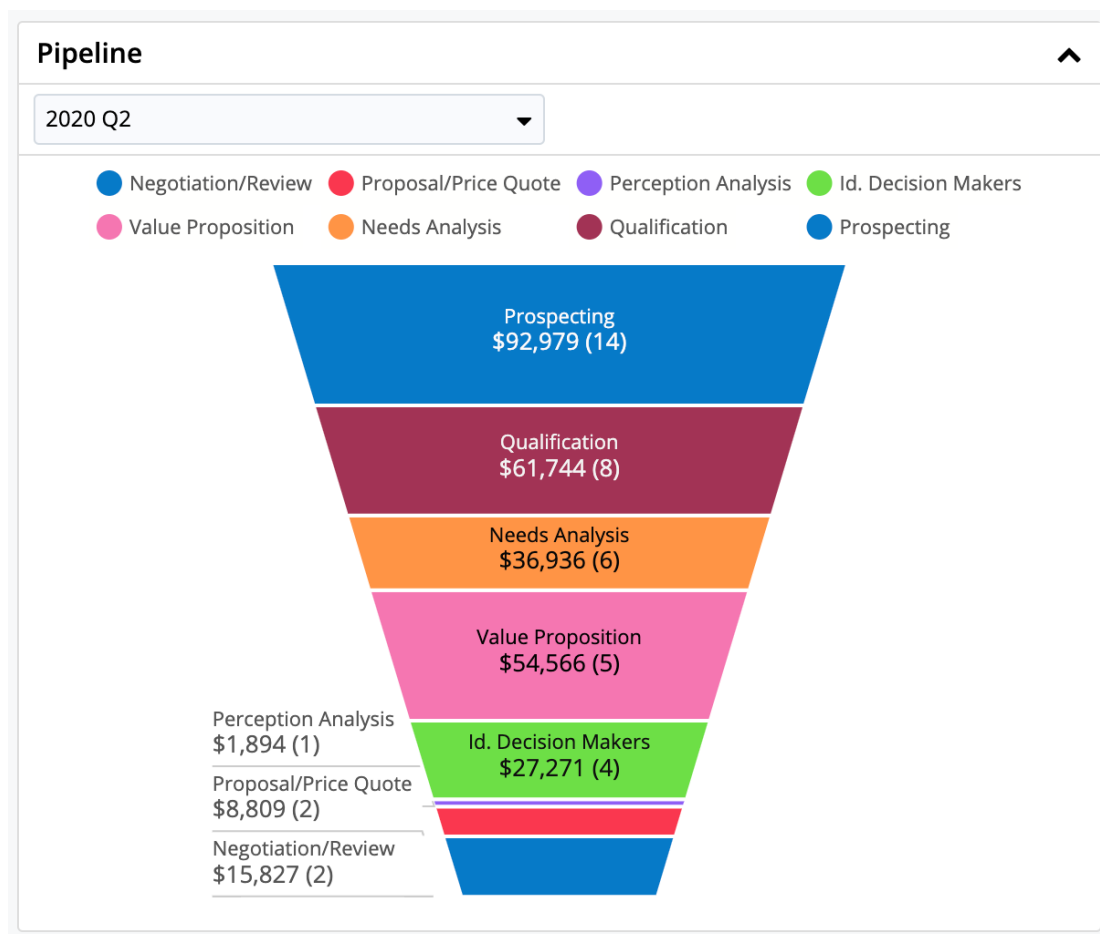 Pipeline
2020 Q2
Negotiation/Review
Proposal/Price Quote
Perception Analysis
Id. Decision Makers
Value Proposition
Needs Analysis
Qualification
Prospecting
Prospecting
$92,979 (14)
Qualification
$61,744 (8)
Needs Analysis
$36,936 (6)
Value Proposition
$54,566 (5)
Id. Decision Makers
$27,271 (4)
Perception Analysis
$1,894 (1)
Proposal/Price Quote
$8,809 (2)
Negotiation/Review
$15,827 (2)